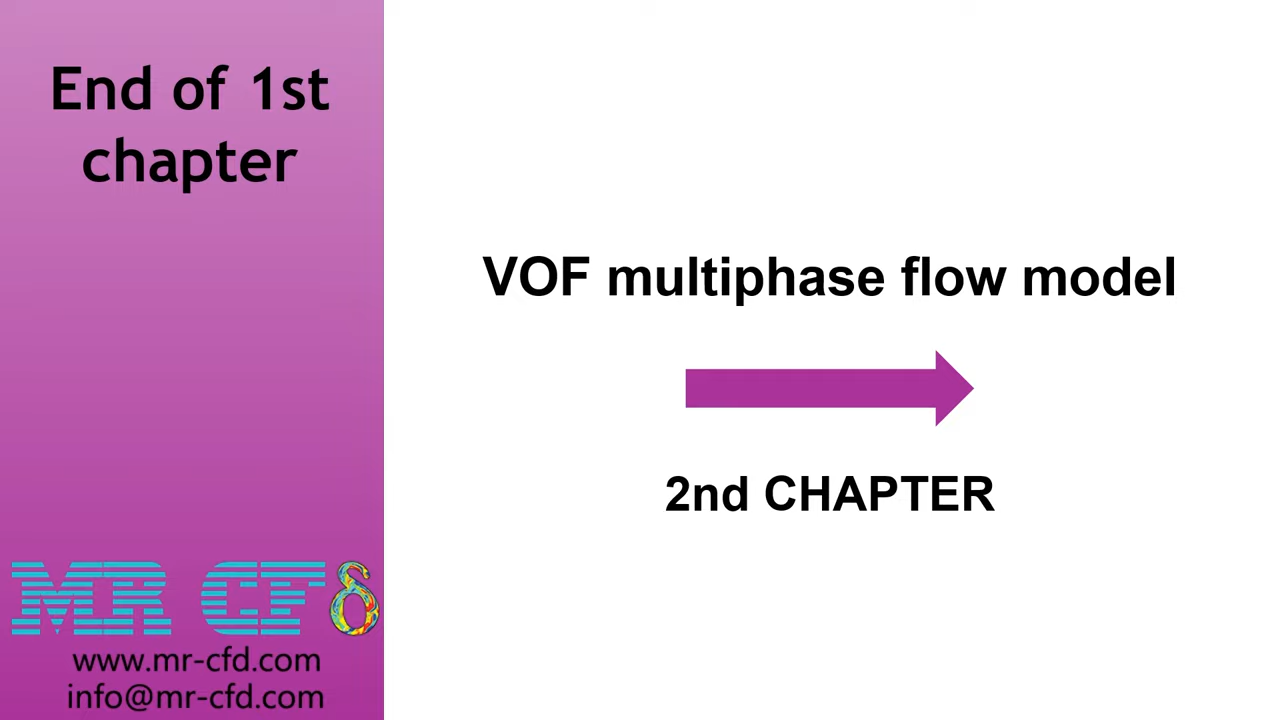 End of 1st
chapter
VOF multiphase flow model
2nd CHAPTER
MR CFδ
www.mr-cfd.com
info@mr-cfd.com